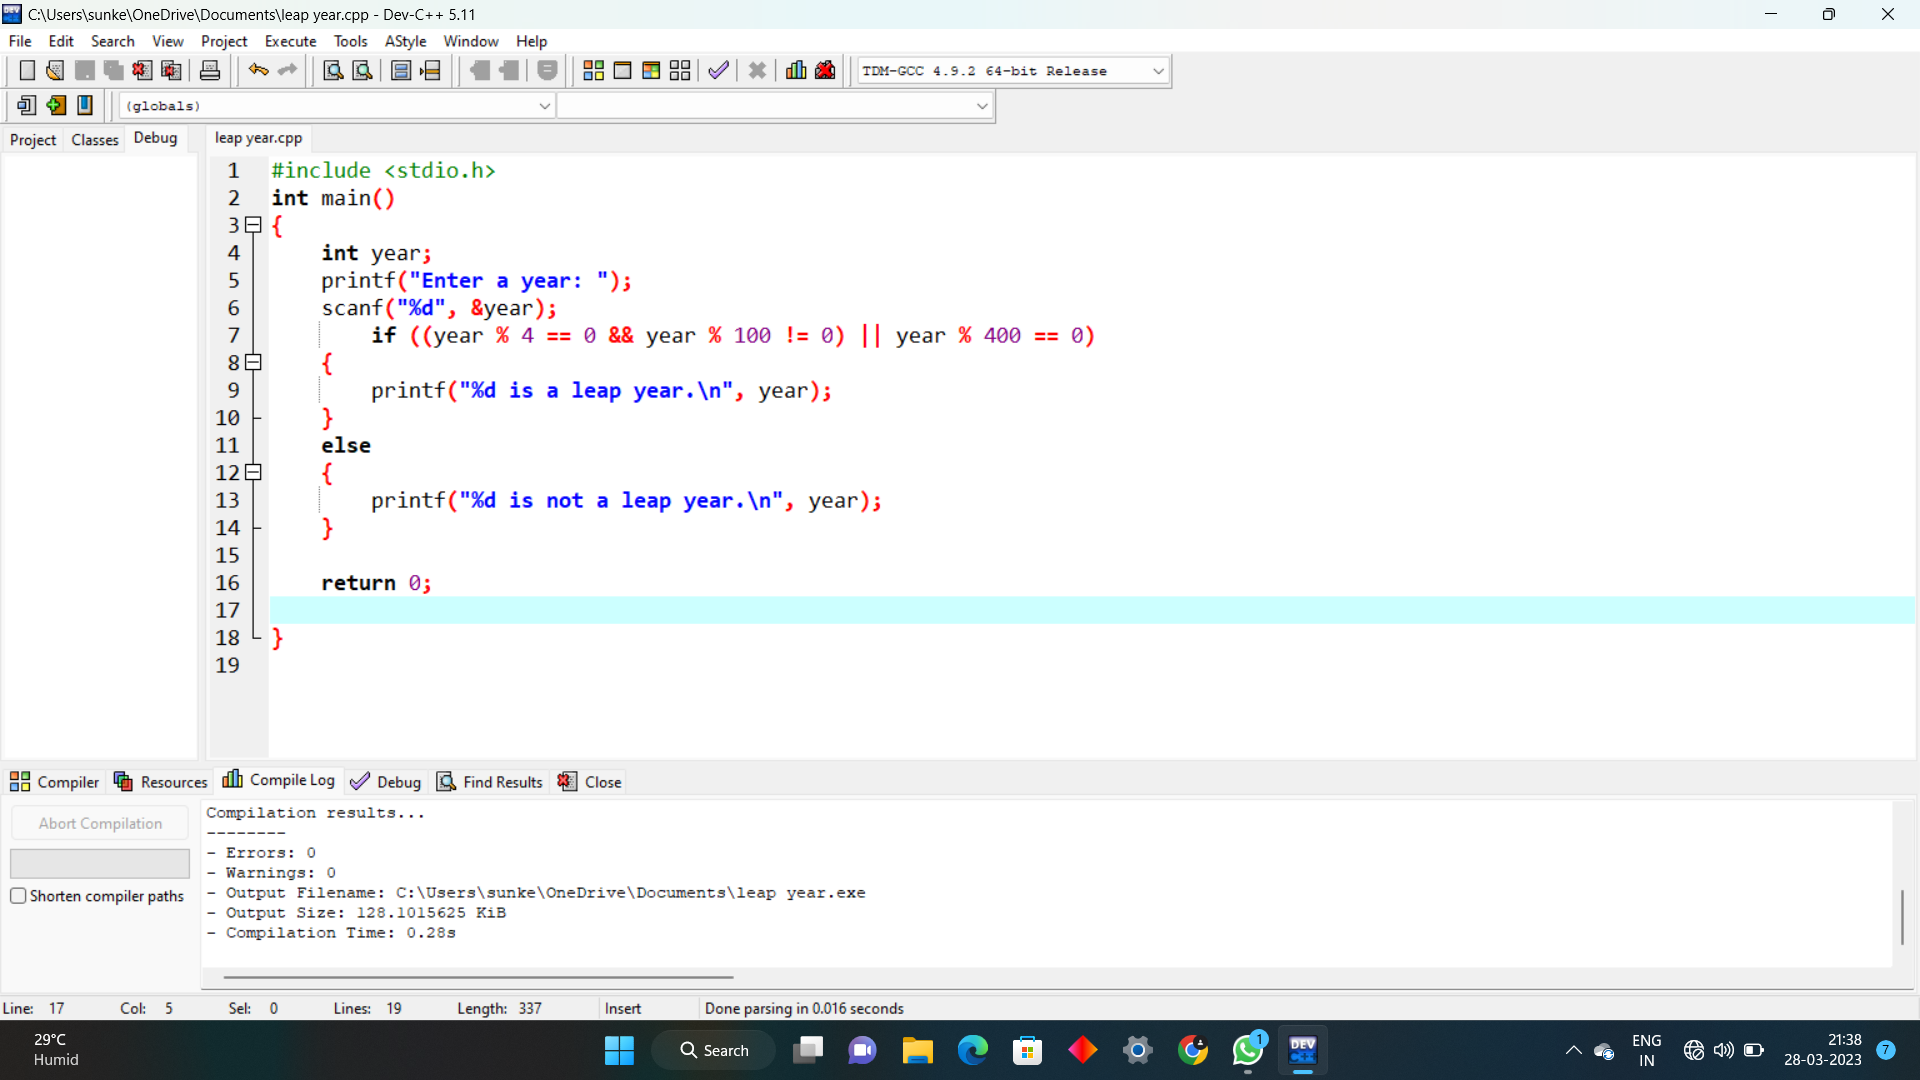 C:\Users\sunke\OneDrive\Documents\leap year.cpp - Dev-C++ 5.11
File Edit Search View Project Execute Tools AStyle Window Help
TDM-GCC 4.9.2 64-bit Release
(globals)
Project Classes Debug leap year.cpp
1 #include <stdio.h>
2 int main()
3 {
4 int year;
5 printf("Enter a year: ");
6 scanf("%d", &year);
7 if ((year % 4 == 0 && year % 100 != 0) || year % 400 == 0)
8 {
9 printf("%d is a leap year.\n", year);
10 }
11 else
12 {
13 printf("%d is not a leap year.\n", year);
14 }
15
16 return 0;
17
18 }
19
Compiler Resources Compile Log Debug Find Results Close
Abort Compilation
Shorten compiler paths
Compilation results...
--------
- Errors: 0
- Warnings: 0
- Output Filename: C:\Users\sunke\OneDrive\Documents\leap year.exe
- Output Size: 128.1015625 KiB
- Compilation Time: 0.28s
Line: 17 Col: 5 Sel: 0 Lines: 19 Length: 337 Insert Done parsing in 0.016 seconds
29°C
Humid
Search
1
DEV
C++
ENG
IN
21:38
28-03-2023
7